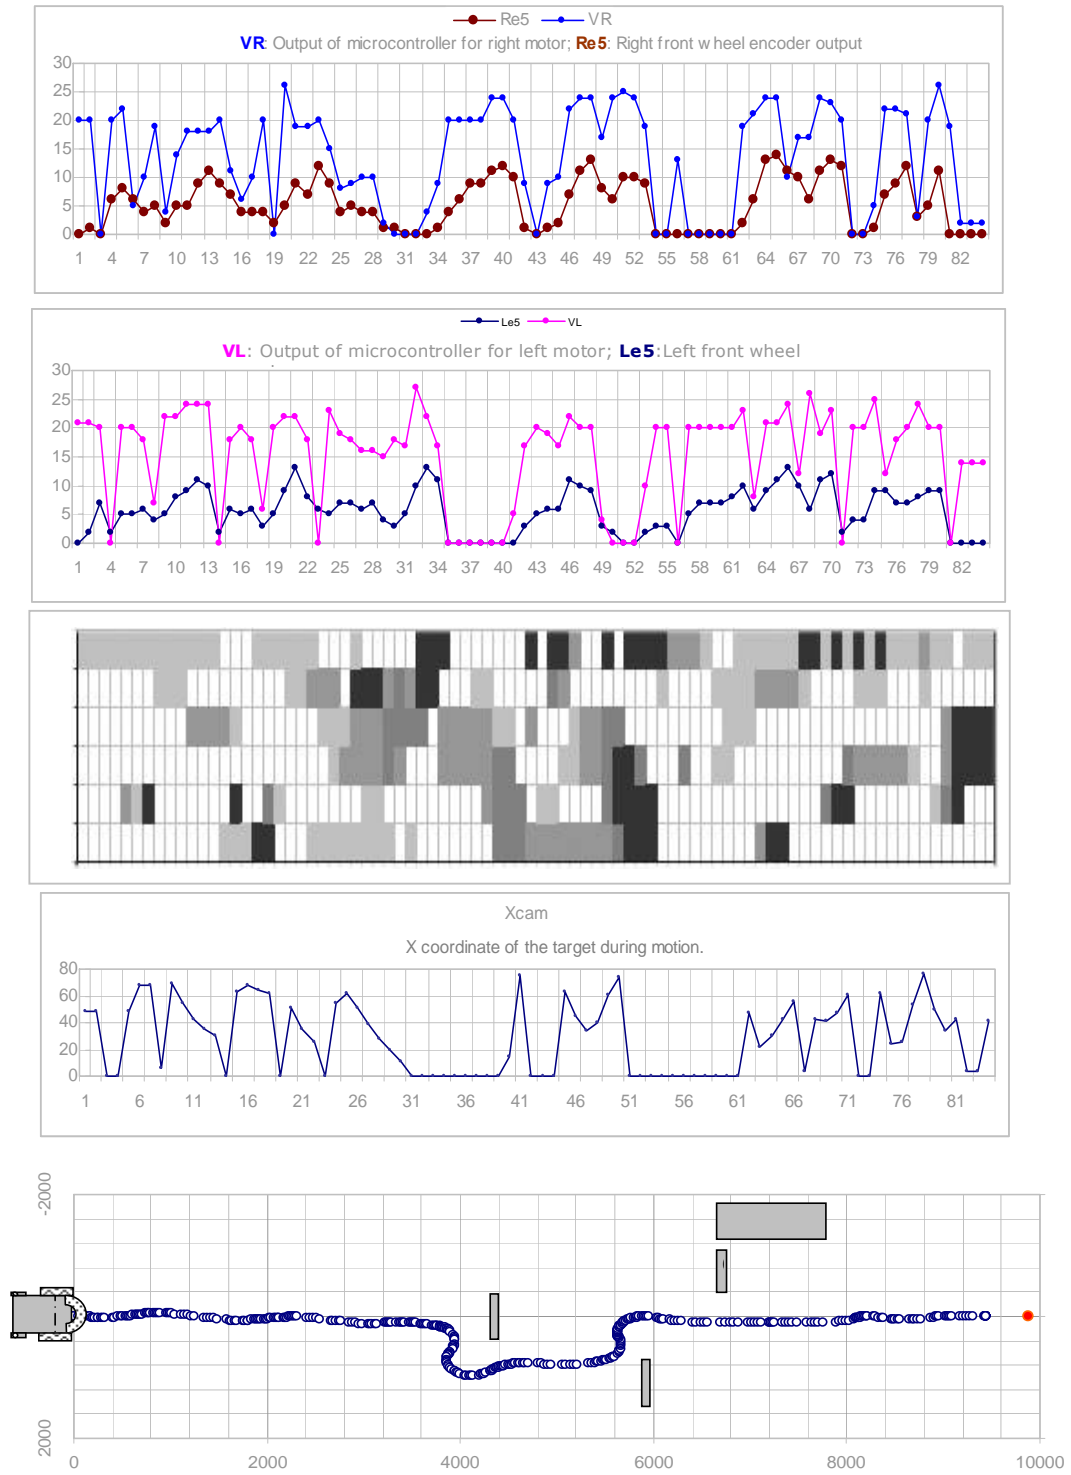 Re5 VR
VR: Output of microcontroller for right motor; Re5: Right front wheel encoder output
30
25
20
15
10
5
0
1 4 7 10 13 16 19 22 25 28 31 34 37 40 43 46 49 52 55 58 61 64 67 70 73 76 79 82
Le5 VL
VL: Output of microcontroller for left motor; Le5:Left front wheel
30
25
20
15
10
5
0
1 4 7 10 13 16 19 22 25 28 31 34 37 40 43 46 49 52 55 58 61 64 67 70 73 76 79 82
Xcam
X coordinate of the target during motion.
80
60
40
20
0
1 6 11 16 21 26 31 36 41 46 51 56 61 66 71 76 81
-2000
2000
0 2000 4000 6000 8000 10000